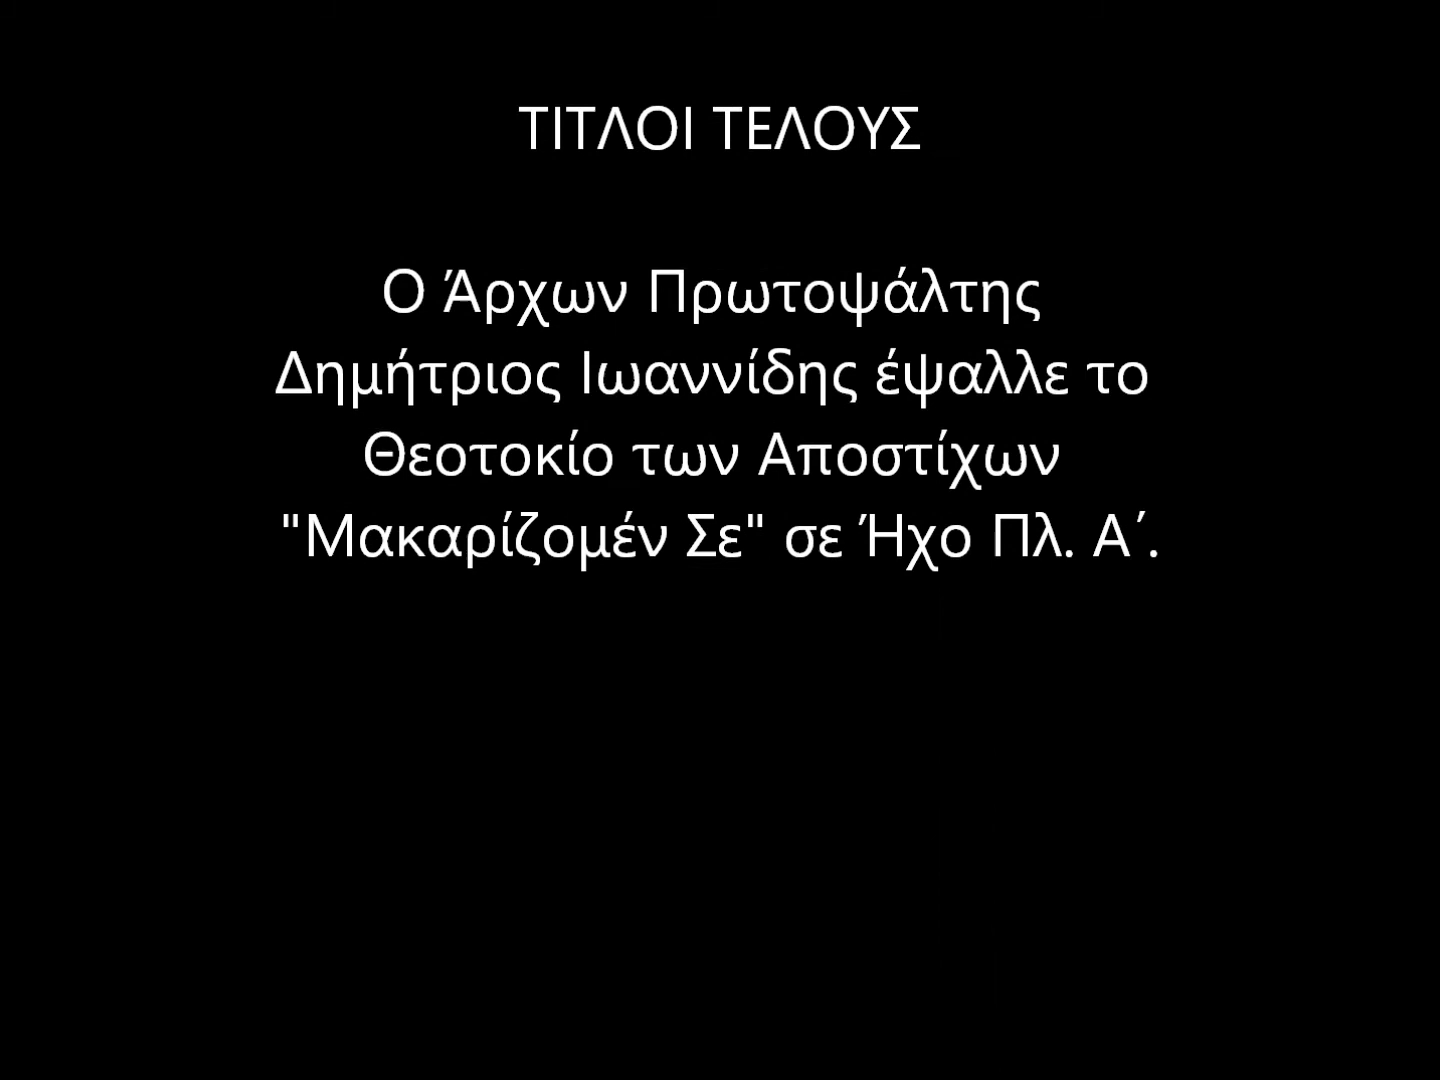 ΤΙΤΛΟΙ ΤΕΛΟΥΣ
Ο Άρχων Πρωτοψάλτης
Δημήτριος Ιωαννίδης έψαλλε το
Θεοτοκίο των Αποστίχων
"Μακαρίζομέν Σε" σε Ήχο Πλ. Α΄.